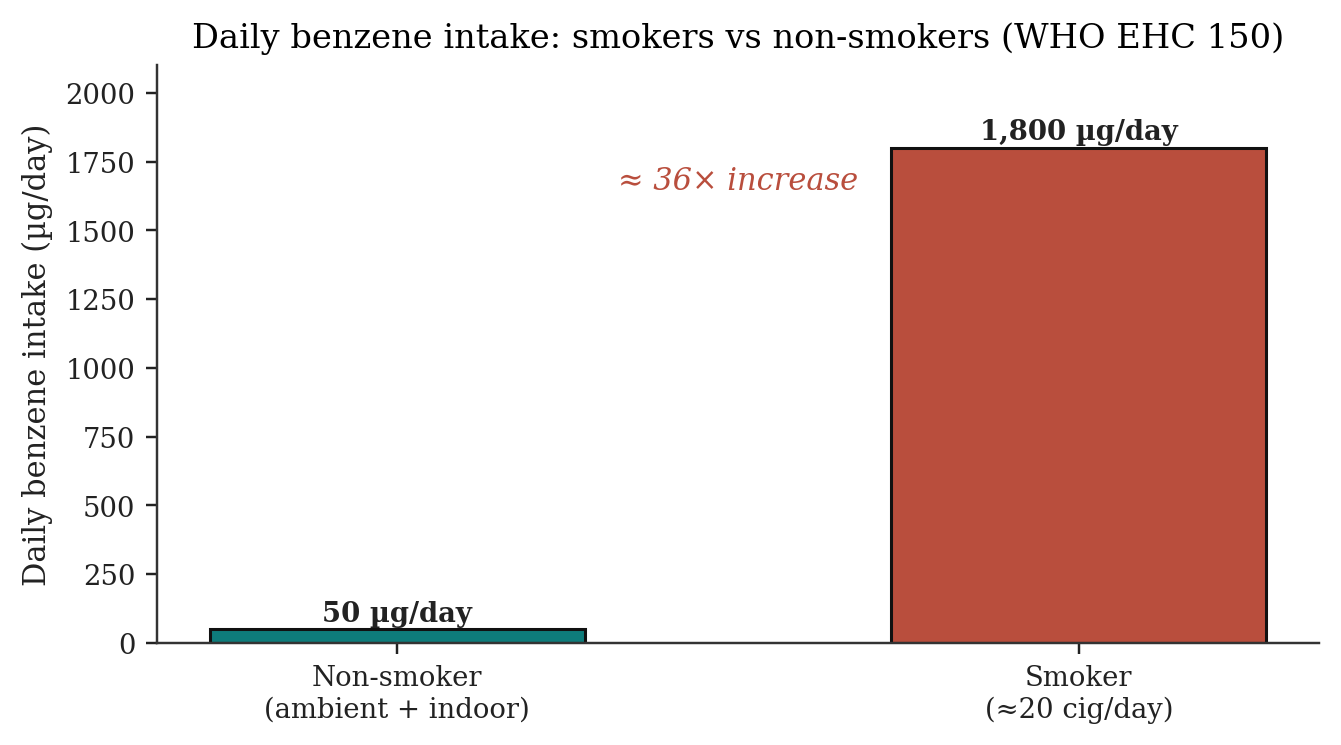 Daily benzene intake: smokers vs non-smokers (WHO EHC 150)
Daily benzene intake (µg/day)
2000
1750
1500
1250
1000
750
500
250
0
1,800 µg/day
≈ 36× increase
50 µg/day
Non-smoker
(ambient + indoor)
Smoker
(≈20 cig/day)